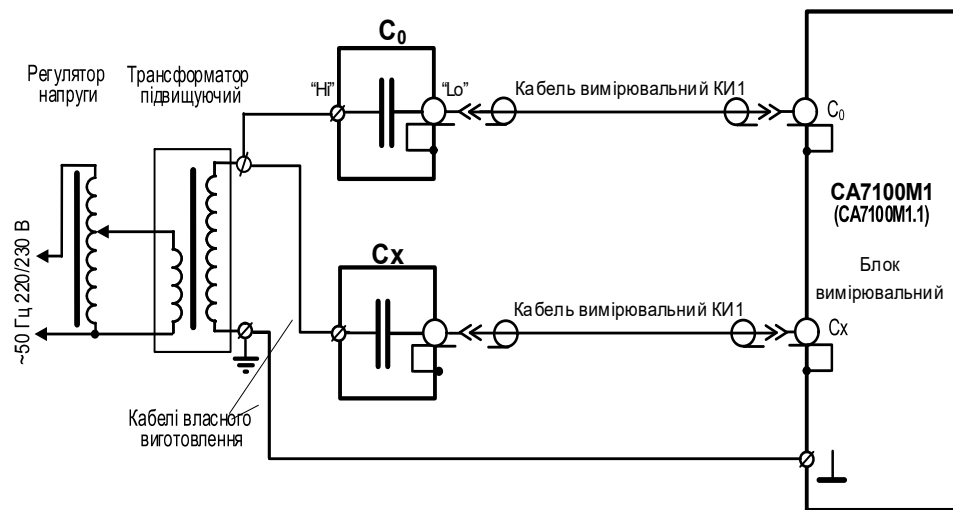 Регулятор
напруги
Трансформатор
підвищуючий
C₀
"Hi"
"Lo"
Кабель вимірювальний КИ1
C₀
CA7100M1
(CA7100M1.1)
Блок
вимірювальний
~50 Гц 220/230 В
Cx
Кабель вимірювальний КИ1
Cx
Кабелі власного
виготовлення